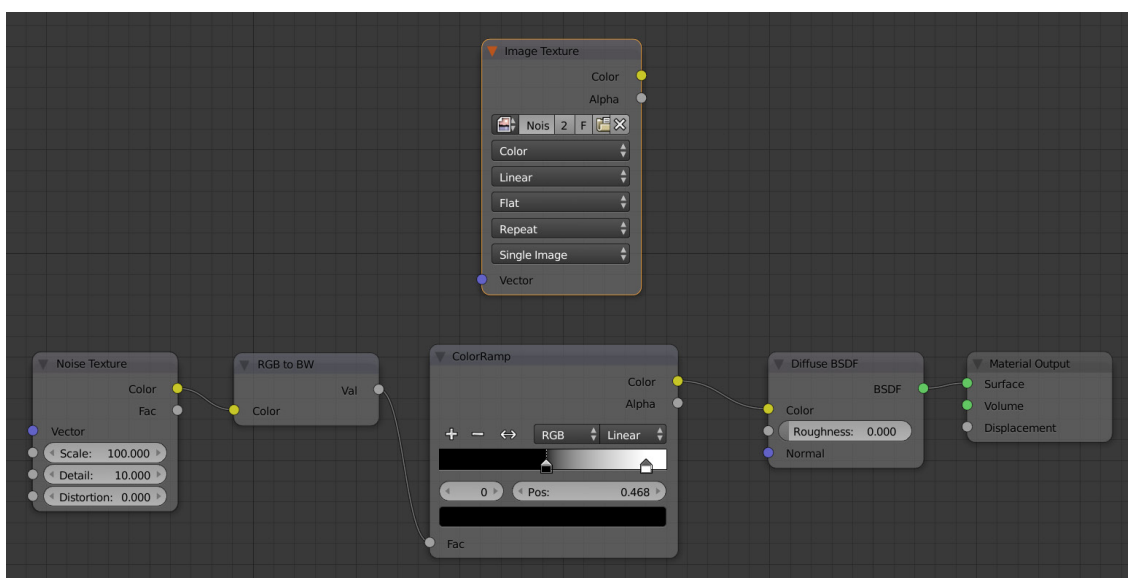 Image Texture
Color
Alpha
Nois 2 F
Color
Linear
Flat
Repeat
Single Image
Vector
Noise Texture
Color
Fac
Vector
Scale: 100.000
Detail: 10.000
Distortion: 0.000
RGB to BW
Val
Color
ColorRamp
Color
Alpha
RGB Linear
0 Pos: 0.468
Fac
Diffuse BSDF
BSDF
Color
Roughness: 0.000
Normal
Material Output
Surface
Volume
Displacement